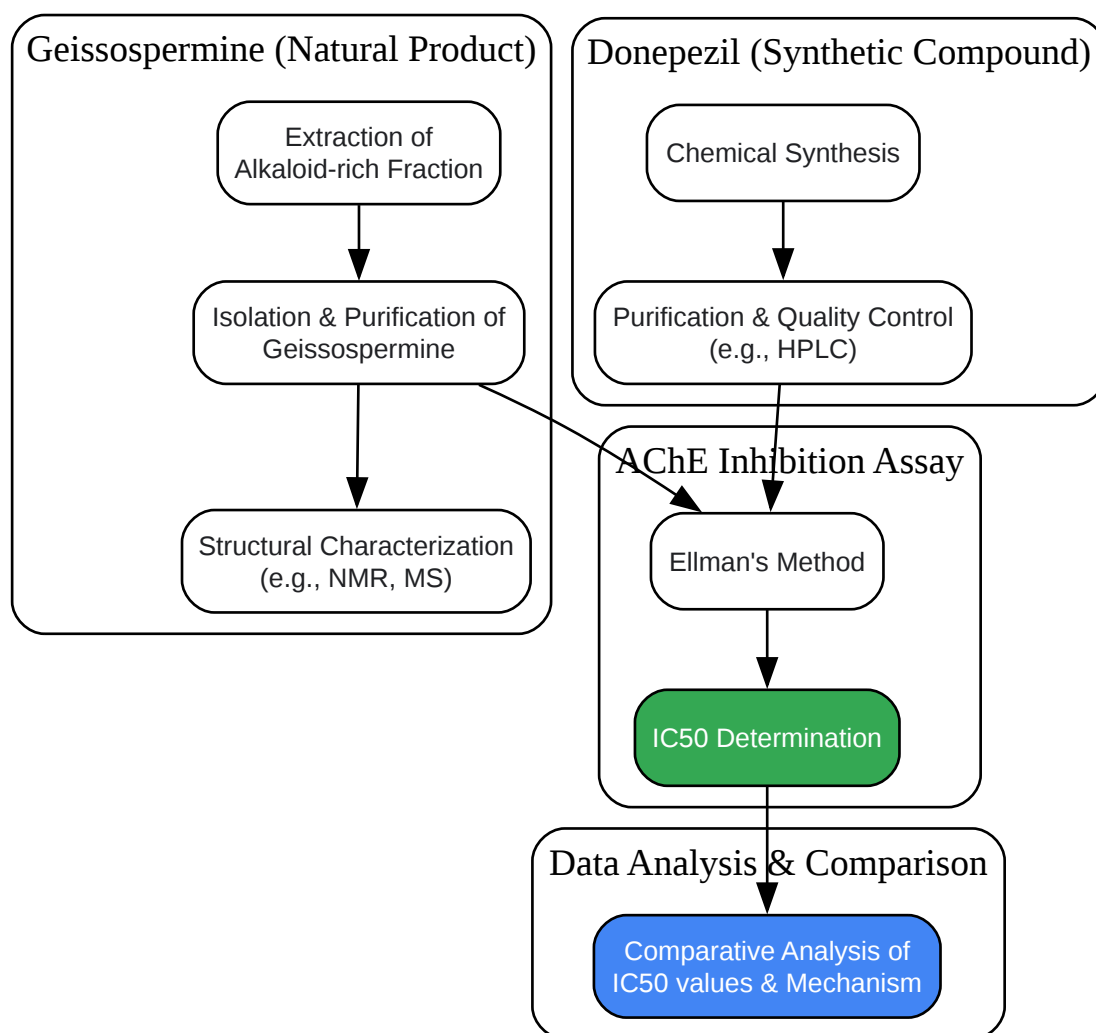 Geissospermine (Natural Product)
Extraction of
Alkaloid-rich Fraction
Isolation & Purification of
Geissospermine
Structural Characterization
(e.g., NMR, MS)
Donepezil (Synthetic Compound)
Chemical Synthesis
Purification & Quality Control
(e.g., HPLC)
AChE Inhibition Assay
Ellman's Method
IC50 Determination
Data Analysis & Comparison
Comparative Analysis of
IC50 values & Mechanism